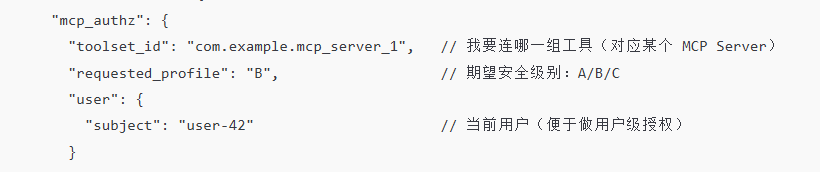 "mcp_authz": {
"toolset_id": "com.example.mcp_server_1", // 我要连哪一组工具（对应某个 MCP Server）
"requested_profile": "B", // 期望安全级别：A/B/C
"user": {
"subject": "user-42" // 当前用户（便于做用户级授权）
}